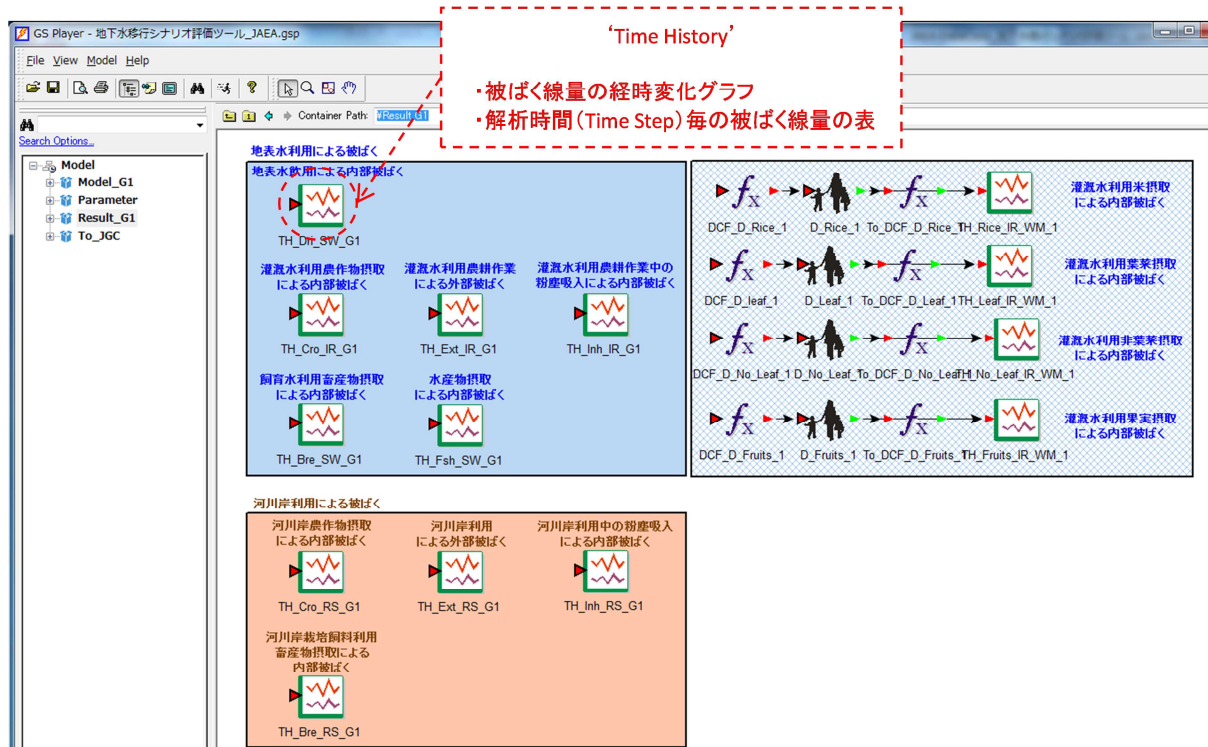 GS Player - 地下水移行シナリオ評価ツール_JAEA.gsp
File View Model Help
‘Time History’
・被ばく線量の経時変化グラフ
・解析時間(Time Step)毎の被ばく線量の表
Container Path: ¥Result_G1
Search Options...
Model
Model_G1
Parameter
Result_G1
To_JGC
地表水利用による被ばく
地表水飲用による内部被ばく
TH_Dri_SW_G1
灌漑水利用農作物摂取
による内部被ばく
TH_Cro_IR_G1
灌漑水利用農耕作業
による外部被ばく
TH_Ext_IR_G1
灌漑水利用農耕作業中の
粉塵吸入による内部被ばく
TH_Inh_IR_G1
飼育水利用畜産物摂取
による内部被ばく
TH_Bre_SW_G1
水産物摂取
による内部被ばく
TH_Fsh_SW_G1
DCF_D_Rice_1 D_Rice_1 To_DCF_D_Rice_1 TH_Rice_IR_WM_1
灌漑水利用米摂取
による内部被ばく
DCF_D_leaf_1 D_Leaf_1 To_DCF_D_Leaf_1 TH_Leaf_IR_WM_1
灌漑水利用葉菜摂取
による内部被ばく
DCF_D_No_Leaf_1 D_No_Leaf_1 To_DCF_D_No_Leaf_1 TH_No_Leaf_IR_WM_1
灌漑水利用非葉菜摂取
による内部被ばく
DCF_D_Fruits_1 D_Fruits_1 To_DCF_D_Fruits_1 TH_Fruits_IR_WM_1
灌漑水利用果実摂取
による内部被ばく
河川岸利用による被ばく
河川岸農作物摂取
による内部被ばく
TH_Cro_RS_G1
河川岸利用
による外部被ばく
TH_Ext_RS_G1
河川岸利用中の粉塵吸入
による内部被ばく
TH_Inh_RS_G1
河川岸栽培飼料利用
畜産物摂取による
内部被ばく
TH_Bre_RS_G1